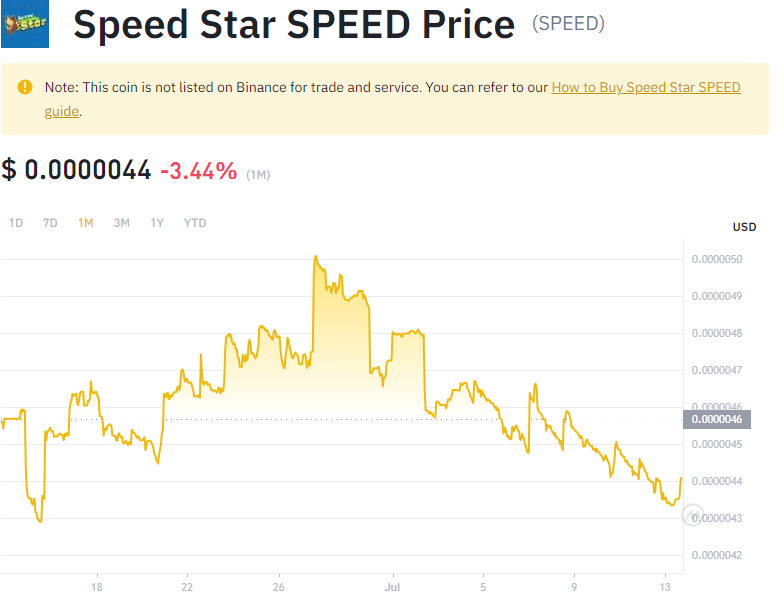 Star
Speed Star SPEED Price (SPEED)
Note: This coin is not listed on Binance for trade and service. You can refer to our How to Buy Speed Star SPEED
guide.
$ 0.0000044 -3.44% (1M)
1D 7D 1M 3M 1Y YTD
USD
0.0000050
0.0000049
0.0000048
0.0000047
0.0000046
0.0000046
0.0000045
0.0000044
0.0000043
0.0000042
18 22 26 Jul 5 9 13